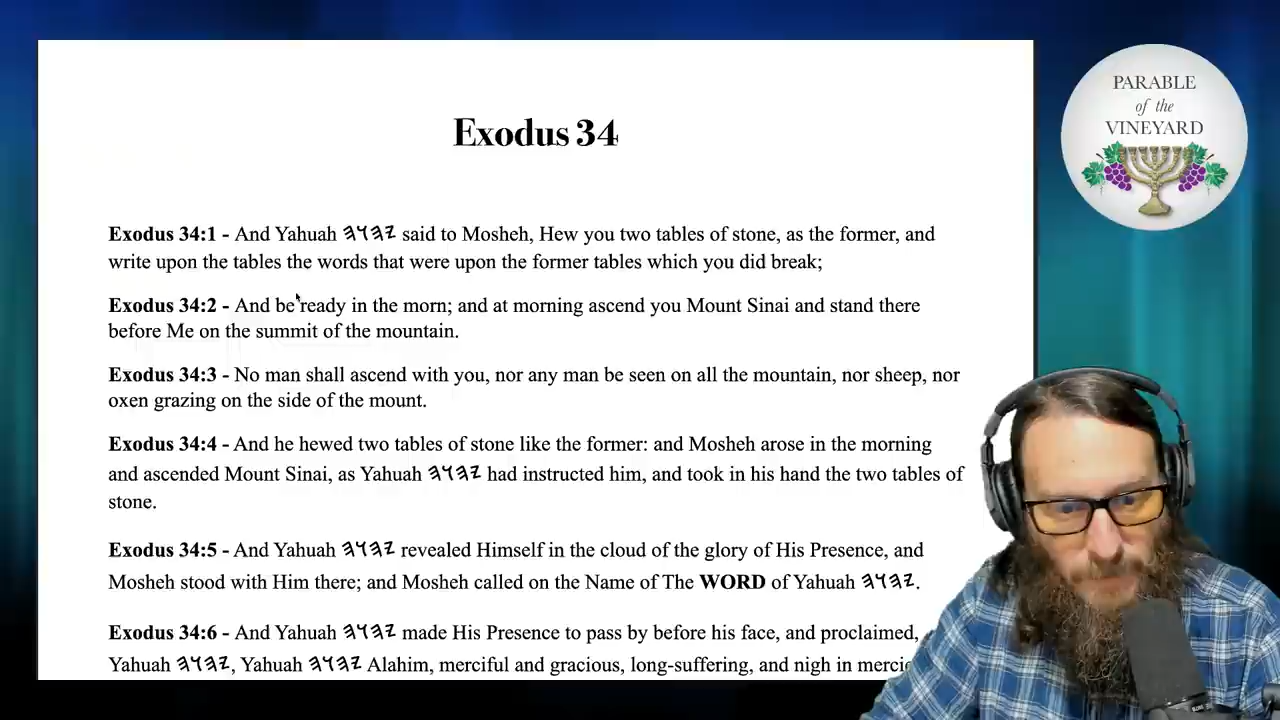 PARABLE
of the
VINEYARD
Exodus 34
Exodus 34:1 - And Yahuah 𐤉𐤄𐤅𐤄 said to Mosheh, Hew you two tables of stone, as the former, and
write upon the tables the words that were upon the former tables which you did break;
Exodus 34:2 - And be ready in the morn; and at morning ascend you Mount Sinai and stand there
before Me on the summit of the mountain.
Exodus 34:3 - No man shall ascend with you, nor any man be seen on all the mountain, nor sheep, nor
oxen grazing on the side of the mount.
Exodus 34:4 - And he hewed two tables of stone like the former: and Mosheh arose in the morning
and ascended Mount Sinai, as Yahuah 𐤉𐤄𐤅𐤄 had instructed him, and took in his hand the two tables of
stone.
Exodus 34:5 - And Yahuah 𐤉𐤄𐤅𐤄 revealed Himself in the cloud of the glory of His Presence, and
Mosheh stood with Him there; and Mosheh called on the Name of The WORD of Yahuah 𐤉𐤄𐤅𐤄.
Exodus 34:6 - And Yahuah 𐤉𐤄𐤅𐤄 made His Presence to pass by before his face, and proclaimed,
Yahuah 𐤉𐤄𐤅𐤄, Yahuah 𐤉𐤄𐤅𐤄 Alahim, merciful and gracious, long-suffering, and nigh in